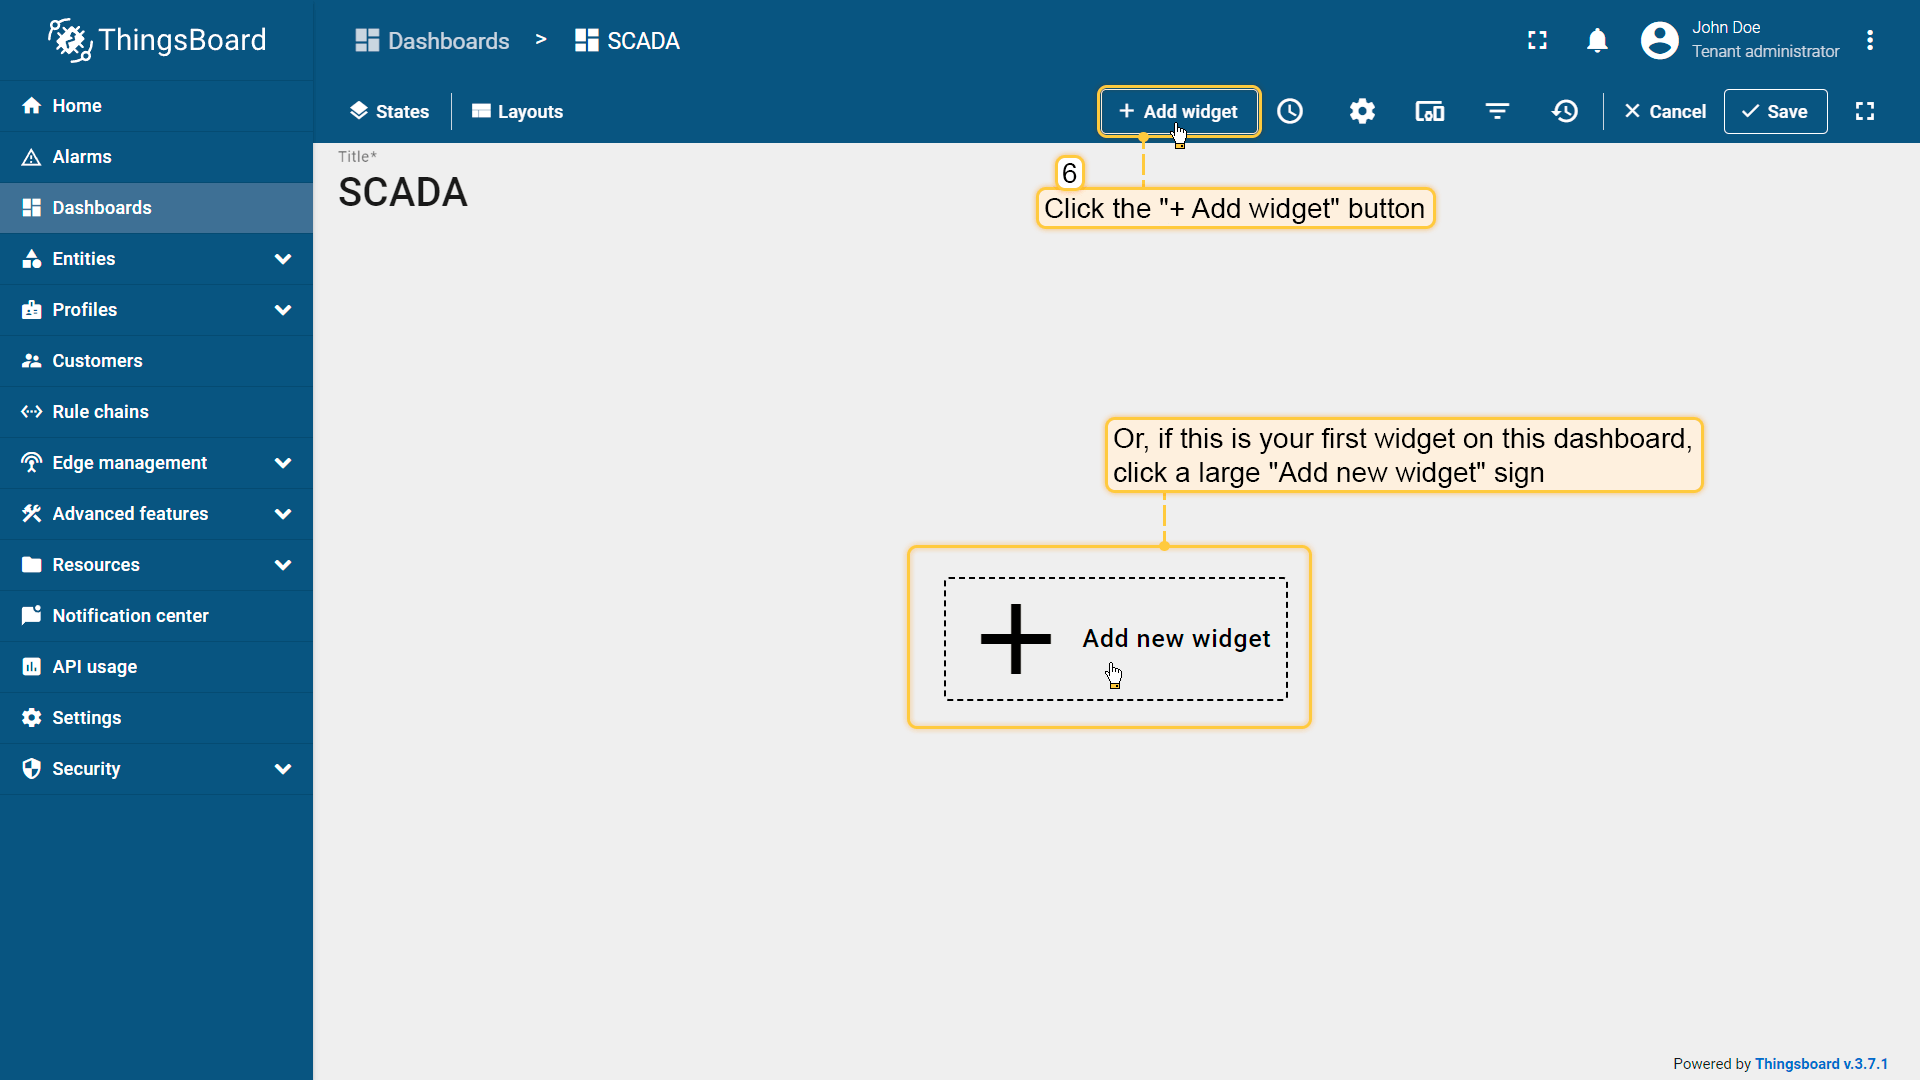 ThingsBoard
Dashboards > SCADA
John Doe
Tenant administrator
Home
Alarms
Dashboards
Entities
Profiles
Customers
Rule chains
Edge management
Advanced features
Resources
Notification center
API usage
Settings
Security
States
Layouts
+ Add widget
Cancel
Save
Title*
SCADA
6
Click the "+ Add widget" button
Or, if this is your first widget on this dashboard,
click a large "Add new widget" sign
Add new widget
Powered by Thingsboard v.3.7.1